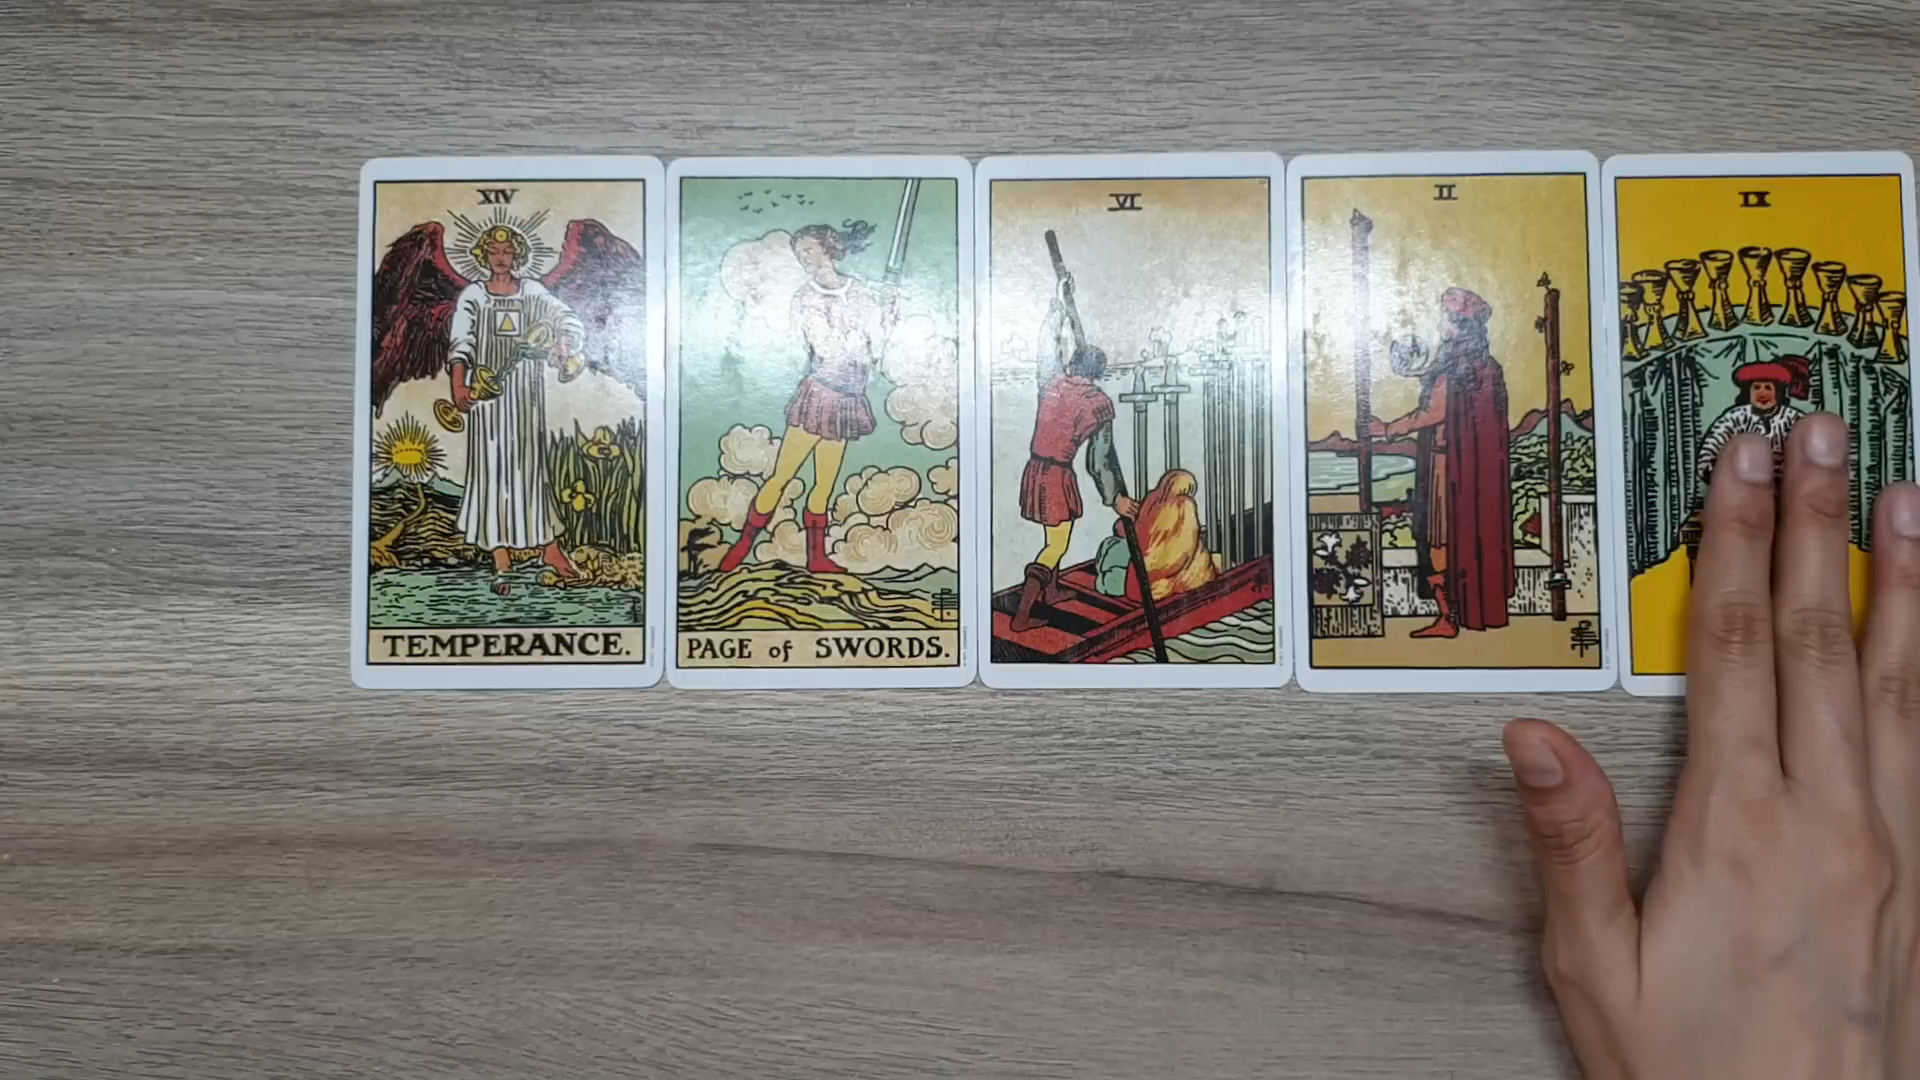 XIV
TEMPERANCE.
PAGE of SWORDS.
VI
II
IX